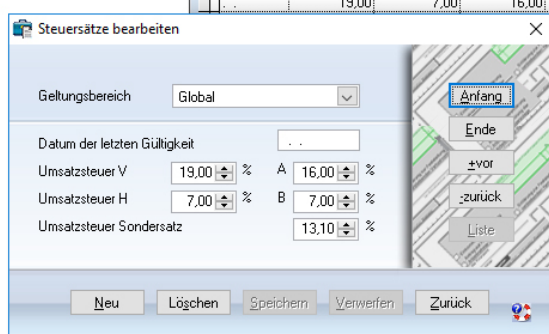 19,00 7,00 16,00
Steuersätze bearbeiten
Geltungsbereich Global
Anfang
Ende
+vor
-zurück
Liste
Datum der letzten Gültigkeit . .
Umsatzsteuer V 19,00 % A 16,00 %
Umsatzsteuer H 7,00 % B 7,00 %
Umsatzsteuer Sondersatz 13,10 %
Neu Löschen Speichern Verwerfen Zurück